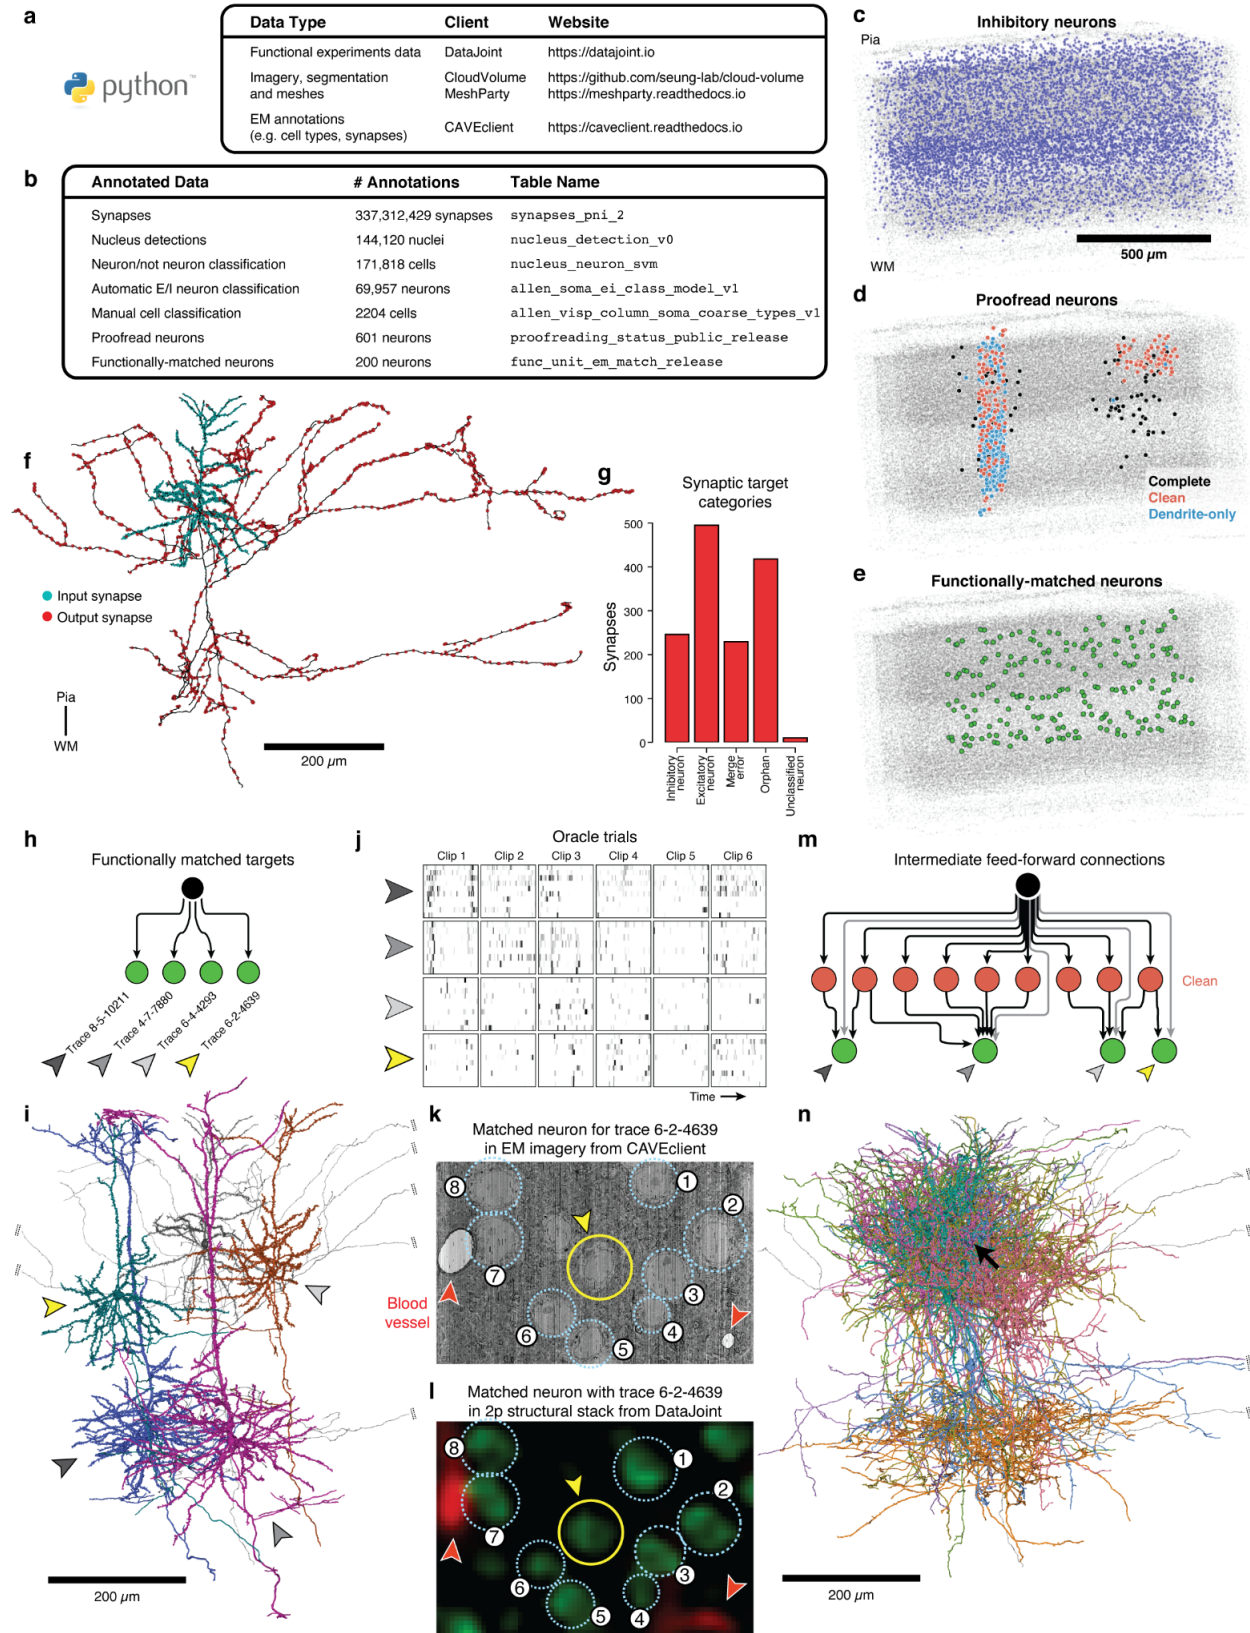 a
python™
Data Type Client Website
Functional experiments data DataJoint https://datajoint.io
Imagery, segmentation CloudVolume https://github.com/seung-lab/cloud-volume
and meshes MeshParty https://meshparty.readthedocs.io
EM annotations
(e.g. cell types, synapses) CAVEclient https://caveclient.readthedocs.io
b
Annotated Data # Annotations Table Name
Synapses 337,312,429 synapses synapses_pni_2
Nucleus detections 144,120 nuclei nucleus_detection_v0
Neuron/not neuron classification 171,818 cells nucleus_neuron_svm
Automatic E/I neuron classification 69,957 neurons allen_soma_ei_class_model_v1
Manual cell classification 2204 cells allen_visp_column_soma_coarse_types_v1
Proofread neurons 601 neurons proofreading_status_public_release
Functionally-matched neurons 200 neurons func_unit_em_match_release
c
Inhibitory neurons
Pia
WM
500 µm
d
Proofread neurons
Complete
Clean
Dendrite-only
e
Functionally-matched neurons
f
Input synapse
Output synapse
Pia
WM
200 µm
g
Synaptic target
categories
Synapses
500
400
300
200
100
0
Inhibitory
neuron
Excitatory
neuron
Merge
error
Orphan
Unclassified
neuron
h
Functionally matched targets
Trace 8-5-10211
Trace 4-7-7880
Trace 6-4-4293
Trace 6-2-4639
i
200 µm
j
Oracle trials
Clip 1 Clip 2 Clip 3 Clip 4 Clip 5 Clip 6
Time
k
Matched neuron for trace 6-2-4639
in EM imagery from CAVEclient
8
1
2
7
3
6
5
4
Blood
vessel
l
Matched neuron with trace 6-2-4639
in 2p structural stack from DataJoint
8
1
2
7
3
6
5
4
m
Intermediate feed-forward connections
Clean
n
200 µm